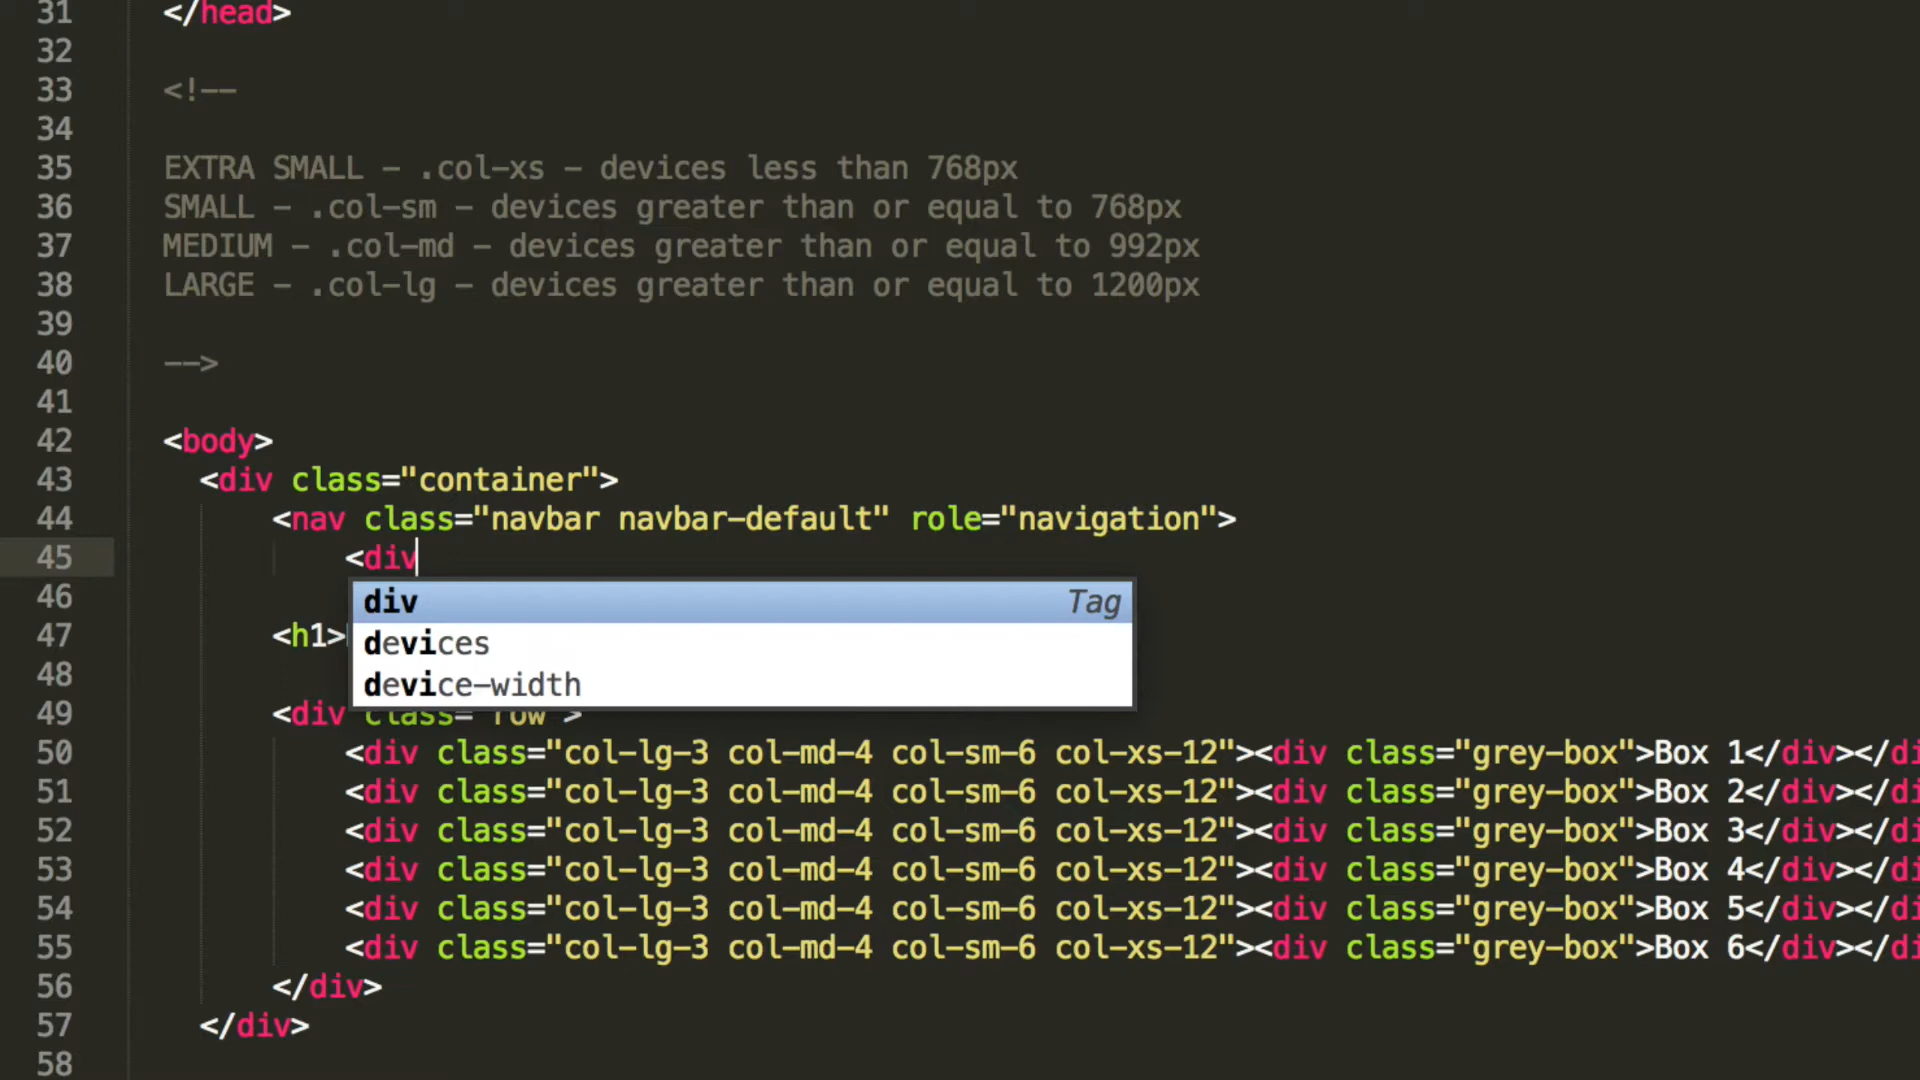 31 </head>
32
33 <!--
34
35 EXTRA SMALL - .col-xs - devices less than 768px
36 SMALL - .col-sm - devices greater than or equal to 768px
37 MEDIUM - .col-md - devices greater than or equal to 992px
38 LARGE - .col-lg - devices greater than or equal to 1200px
39
40 -->
41
42 <body>
43 <div class="container">
44 <nav class="navbar navbar-default" role="navigation">
45 <div
46 div Tag
47 <h1> devices
48 device-width
49 <div class="row">
50 <div class="col-lg-3 col-md-4 col-sm-6 col-xs-12"><div class="grey-box">Box 1</div></di
51 <div class="col-lg-3 col-md-4 col-sm-6 col-xs-12"><div class="grey-box">Box 2</div></di
52 <div class="col-lg-3 col-md-4 col-sm-6 col-xs-12"><div class="grey-box">Box 3</div></di
53 <div class="col-lg-3 col-md-4 col-sm-6 col-xs-12"><div class="grey-box">Box 4</div></di
54 <div class="col-lg-3 col-md-4 col-sm-6 col-xs-12"><div class="grey-box">Box 5</div></di
55 <div class="col-lg-3 col-md-4 col-sm-6 col-xs-12"><div class="grey-box">Box 6</div></di
56 </div>
57 </div>
58